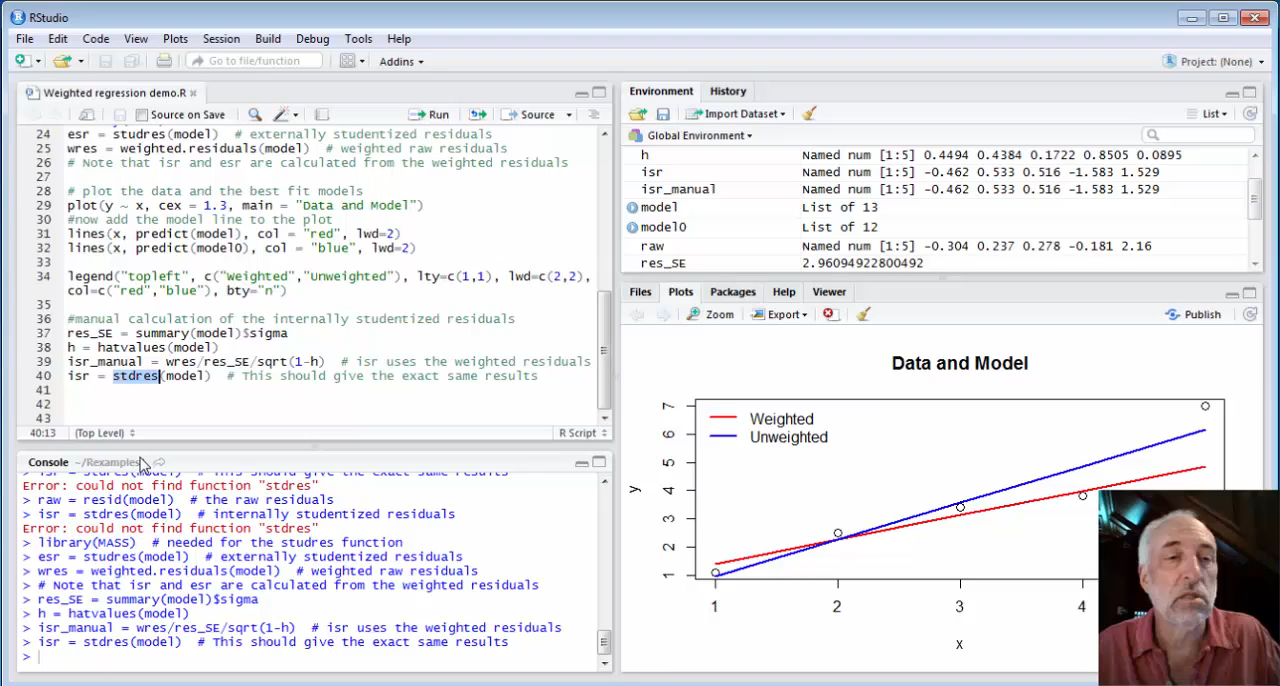 RStudio
File Edit Code View Plots Session Build Debug Tools Help
Go to file/function Addins Project: (None)
Weighted regression demo.R
Source on Save Run Source
24 esr = studres(model) # externally studentized residuals
25 wres = weighted.residuals(model) # weighted raw residuals
26 # Note that isr and esr are calculated from the weighted residuals
27
28 # plot the data and the best fit models
29 plot(y ~ x, cex = 1.3, main = "Data and Model")
30 #now add the model line to the plot
31 lines(x, predict(model), col = "red", lwd=2)
32 lines(x, predict(model0), col = "blue", lwd=2)
33
34 legend("topleft", c("Weighted","Unweighted"), lty=c(1,1), lwd=c(2,2),
col=c("red","blue"), bty="n")
35
36 #manual calculation of the internally studentized residuals
37 res_SE = summary(model)$sigma
38 h = hatvalues(model)
39 isr_manual = wres/res_SE/sqrt(1-h) # isr uses the weighted residuals
40 isr = stdres(model) # This should give the exact same results
41
42
43
40:13 (Top Level) R Script
Console ~/Rexamples
> isr = stdres(model) # This should give the exact same results
Error: could not find function "stdres"
> raw = resid(model) # the raw residuals
> isr = stdres(model) # internally studentized residuals
Error: could not find function "stdres"
> library(MASS) # needed for the studres function
> esr = studres(model) # externally studentized residuals
> wres = weighted.residuals(model) # weighted raw residuals
> # Note that isr and esr are calculated from the weighted residuals
> res_SE = summary(model)$sigma
> h = hatvalues(model)
> isr_manual = wres/res_SE/sqrt(1-h) # isr uses the weighted residuals
> isr = stdres(model) # This should give the exact same results
>
Environment History
Import Dataset List
Global Environment
h Named num [1:5] 0.4494 0.4384 0.1722 0.8505 0.0895
isr Named num [1:5] -0.462 0.533 0.516 -1.583 1.529
isr_manual Named num [1:5] -0.462 0.533 0.516 -1.583 1.529
model List of 13
model0 List of 12
raw Named num [1:5] -0.304 0.237 0.278 -0.181 2.16
res_SE 2.96094922800492
Files Plots Packages Help Viewer
Zoom Export Publish
Data and Model
Weighted
Unweighted
7
6
5
4
3
2
1
y
1 2 3 4
x